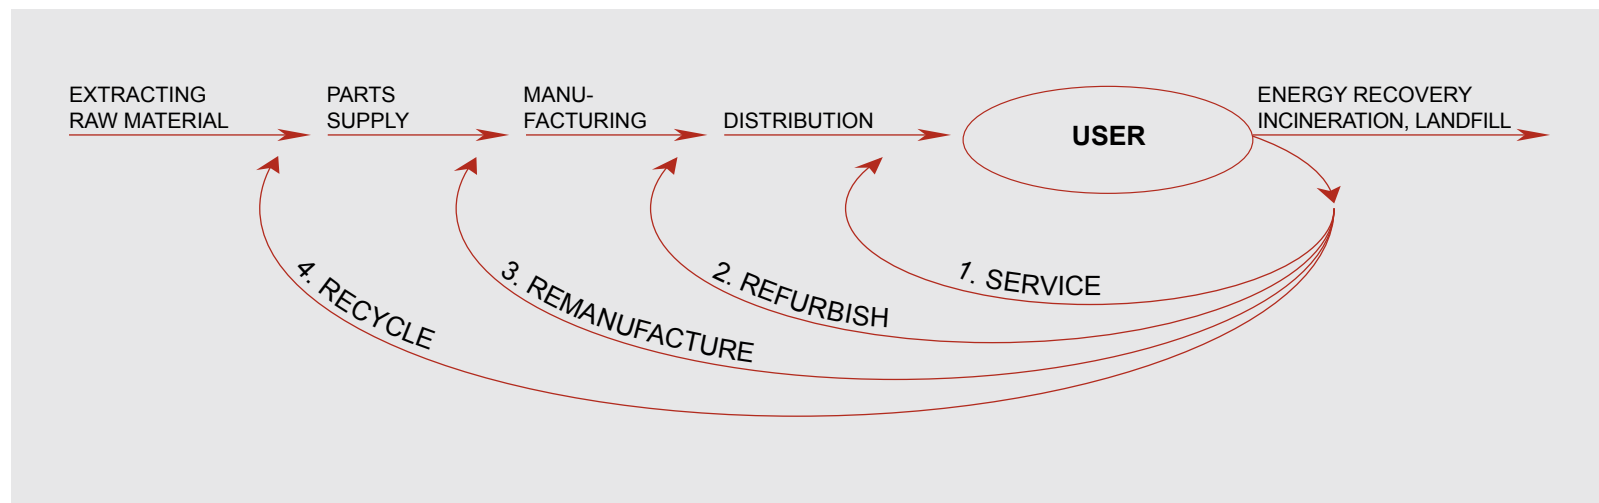 EXTRACTING
RAW MATERIAL
PARTS
SUPPLY
MANU-
FACTURING
DISTRIBUTION
USER
ENERGY RECOVERY
INCINERATION, LANDFILL
1. SERVICE
2. REFURBISH
3. REMANUFACTURE
4. RECYCLE